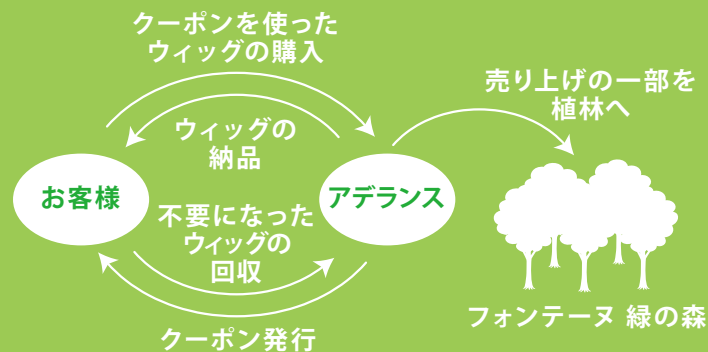 クーポンを使った
ウィッグの購入
売り上げの一部を
植林へ
ウィッグの
納品
お客様
アデランス
不要になった
ウィッグの
回収
フォンテーヌ 緑の森
クーポン発行